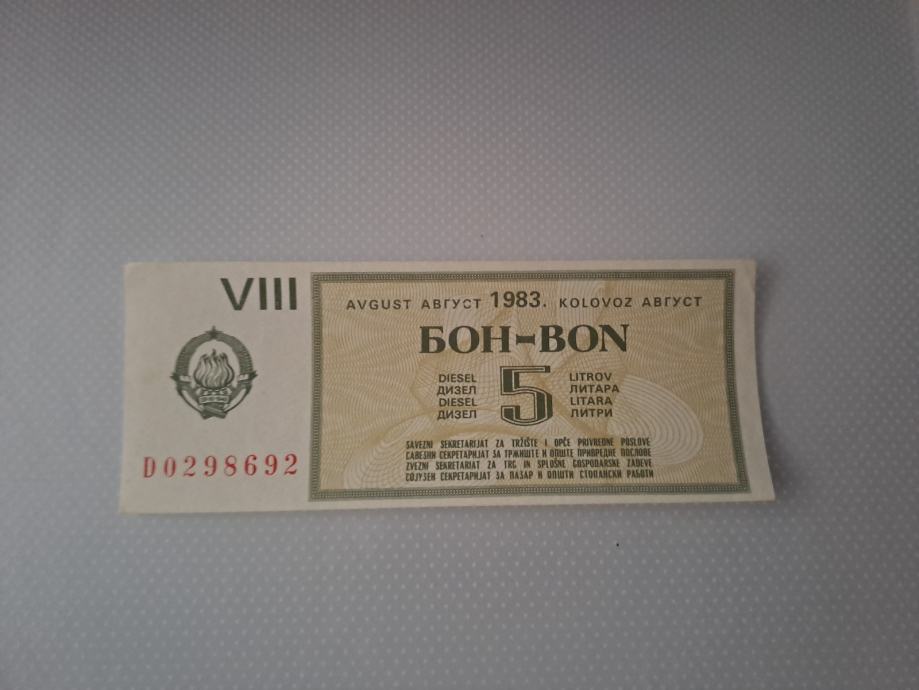 VIII
AVGUST АВГУСТ 1983. KOLOVOZ АВГУСТ
БОН-BON
DIESEL 5 LITROV
ДИЗЕЛ ЛИТАРА
DIESEL LITARA
ДИЗЕЛ ЛИТРИ
SAVEZNI SEKRETARIJAT ZA TRŽIŠTE I OPĆE PRIVREDNE POSLOVE
САВЕЗНИ СЕКРЕТАРИЈАТ ЗА ТРЖИШТЕ И ОПШТЕ ПРИВРЕДНЕ ПОСЛОВЕ
ZVEZNI SEKRETARIAT ZA TRG IN SPLOŠNE GOSPODARSKE ZADEVE
СОЈУЗЕН СЕКРЕТАРИЈАТ ЗА ПАЗАР И ОПШТИ СТОПАНСКИ РАБОТИ
D0298692